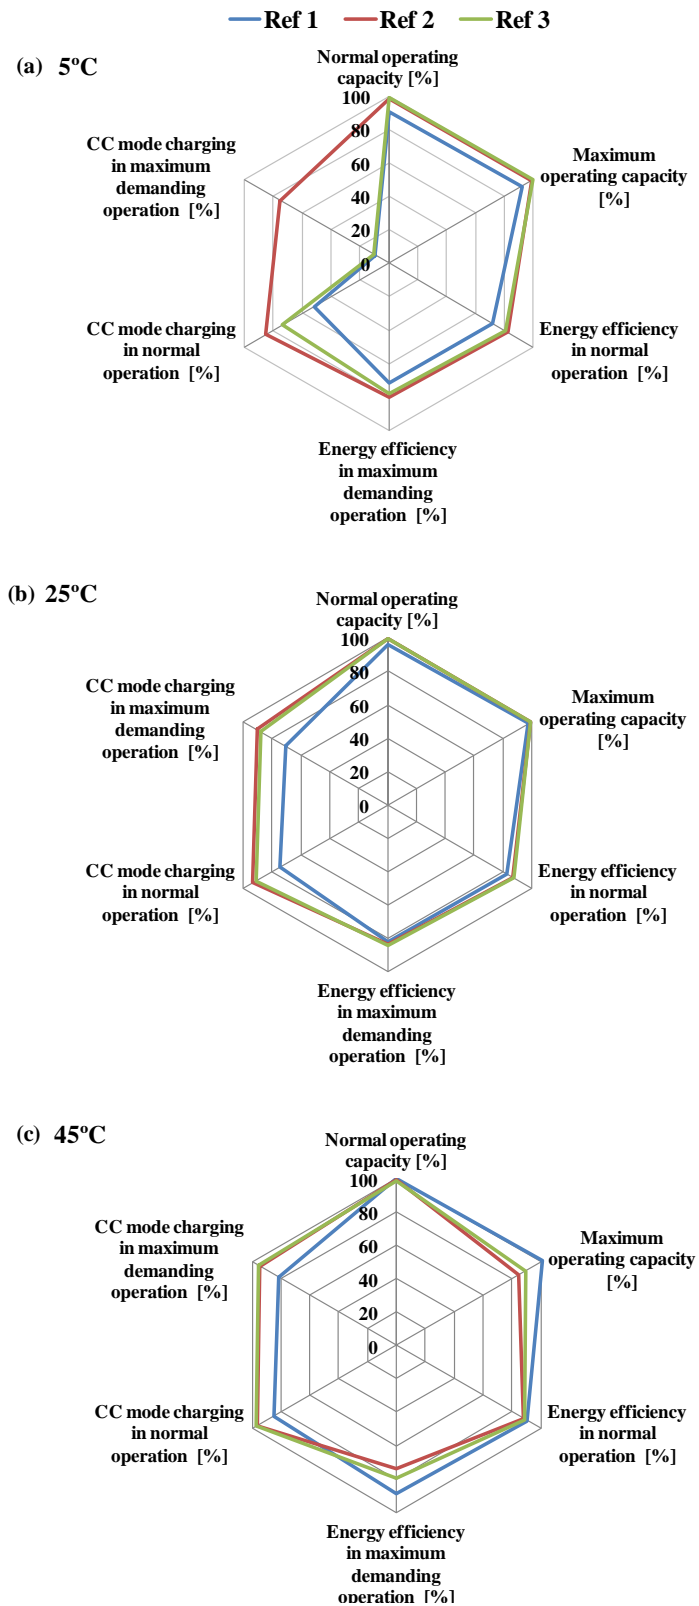 Ref 1 Ref 2 Ref 3
(a) 5ºC
Normal operating
capacity [%]
100
80
60
40
20
0
Maximum
operating capacity
[%]
Energy efficiency
in normal
operation [%]
Energy efficiency
in maximum
demanding
operation [%]
CC mode charging
in normal
operation [%]
CC mode charging
in maximum
demanding
operation [%]
(b) 25ºC
Normal operating
capacity [%]
100
80
60
40
20
0
Maximum
operating capacity
[%]
Energy efficiency
in normal
operation [%]
Energy efficiency
in maximum
demanding
operation [%]
CC mode charging
in normal
operation [%]
CC mode charging
in maximum
demanding
operation [%]
(c) 45ºC
Normal operating
capacity [%]
100
80
60
40
20
0
Maximum
operating capacity
[%]
Energy efficiency
in normal
operation [%]
Energy efficiency
in maximum
demanding
operation [%]
CC mode charging
in normal
operation [%]
CC mode charging
in maximum
demanding
operation [%]